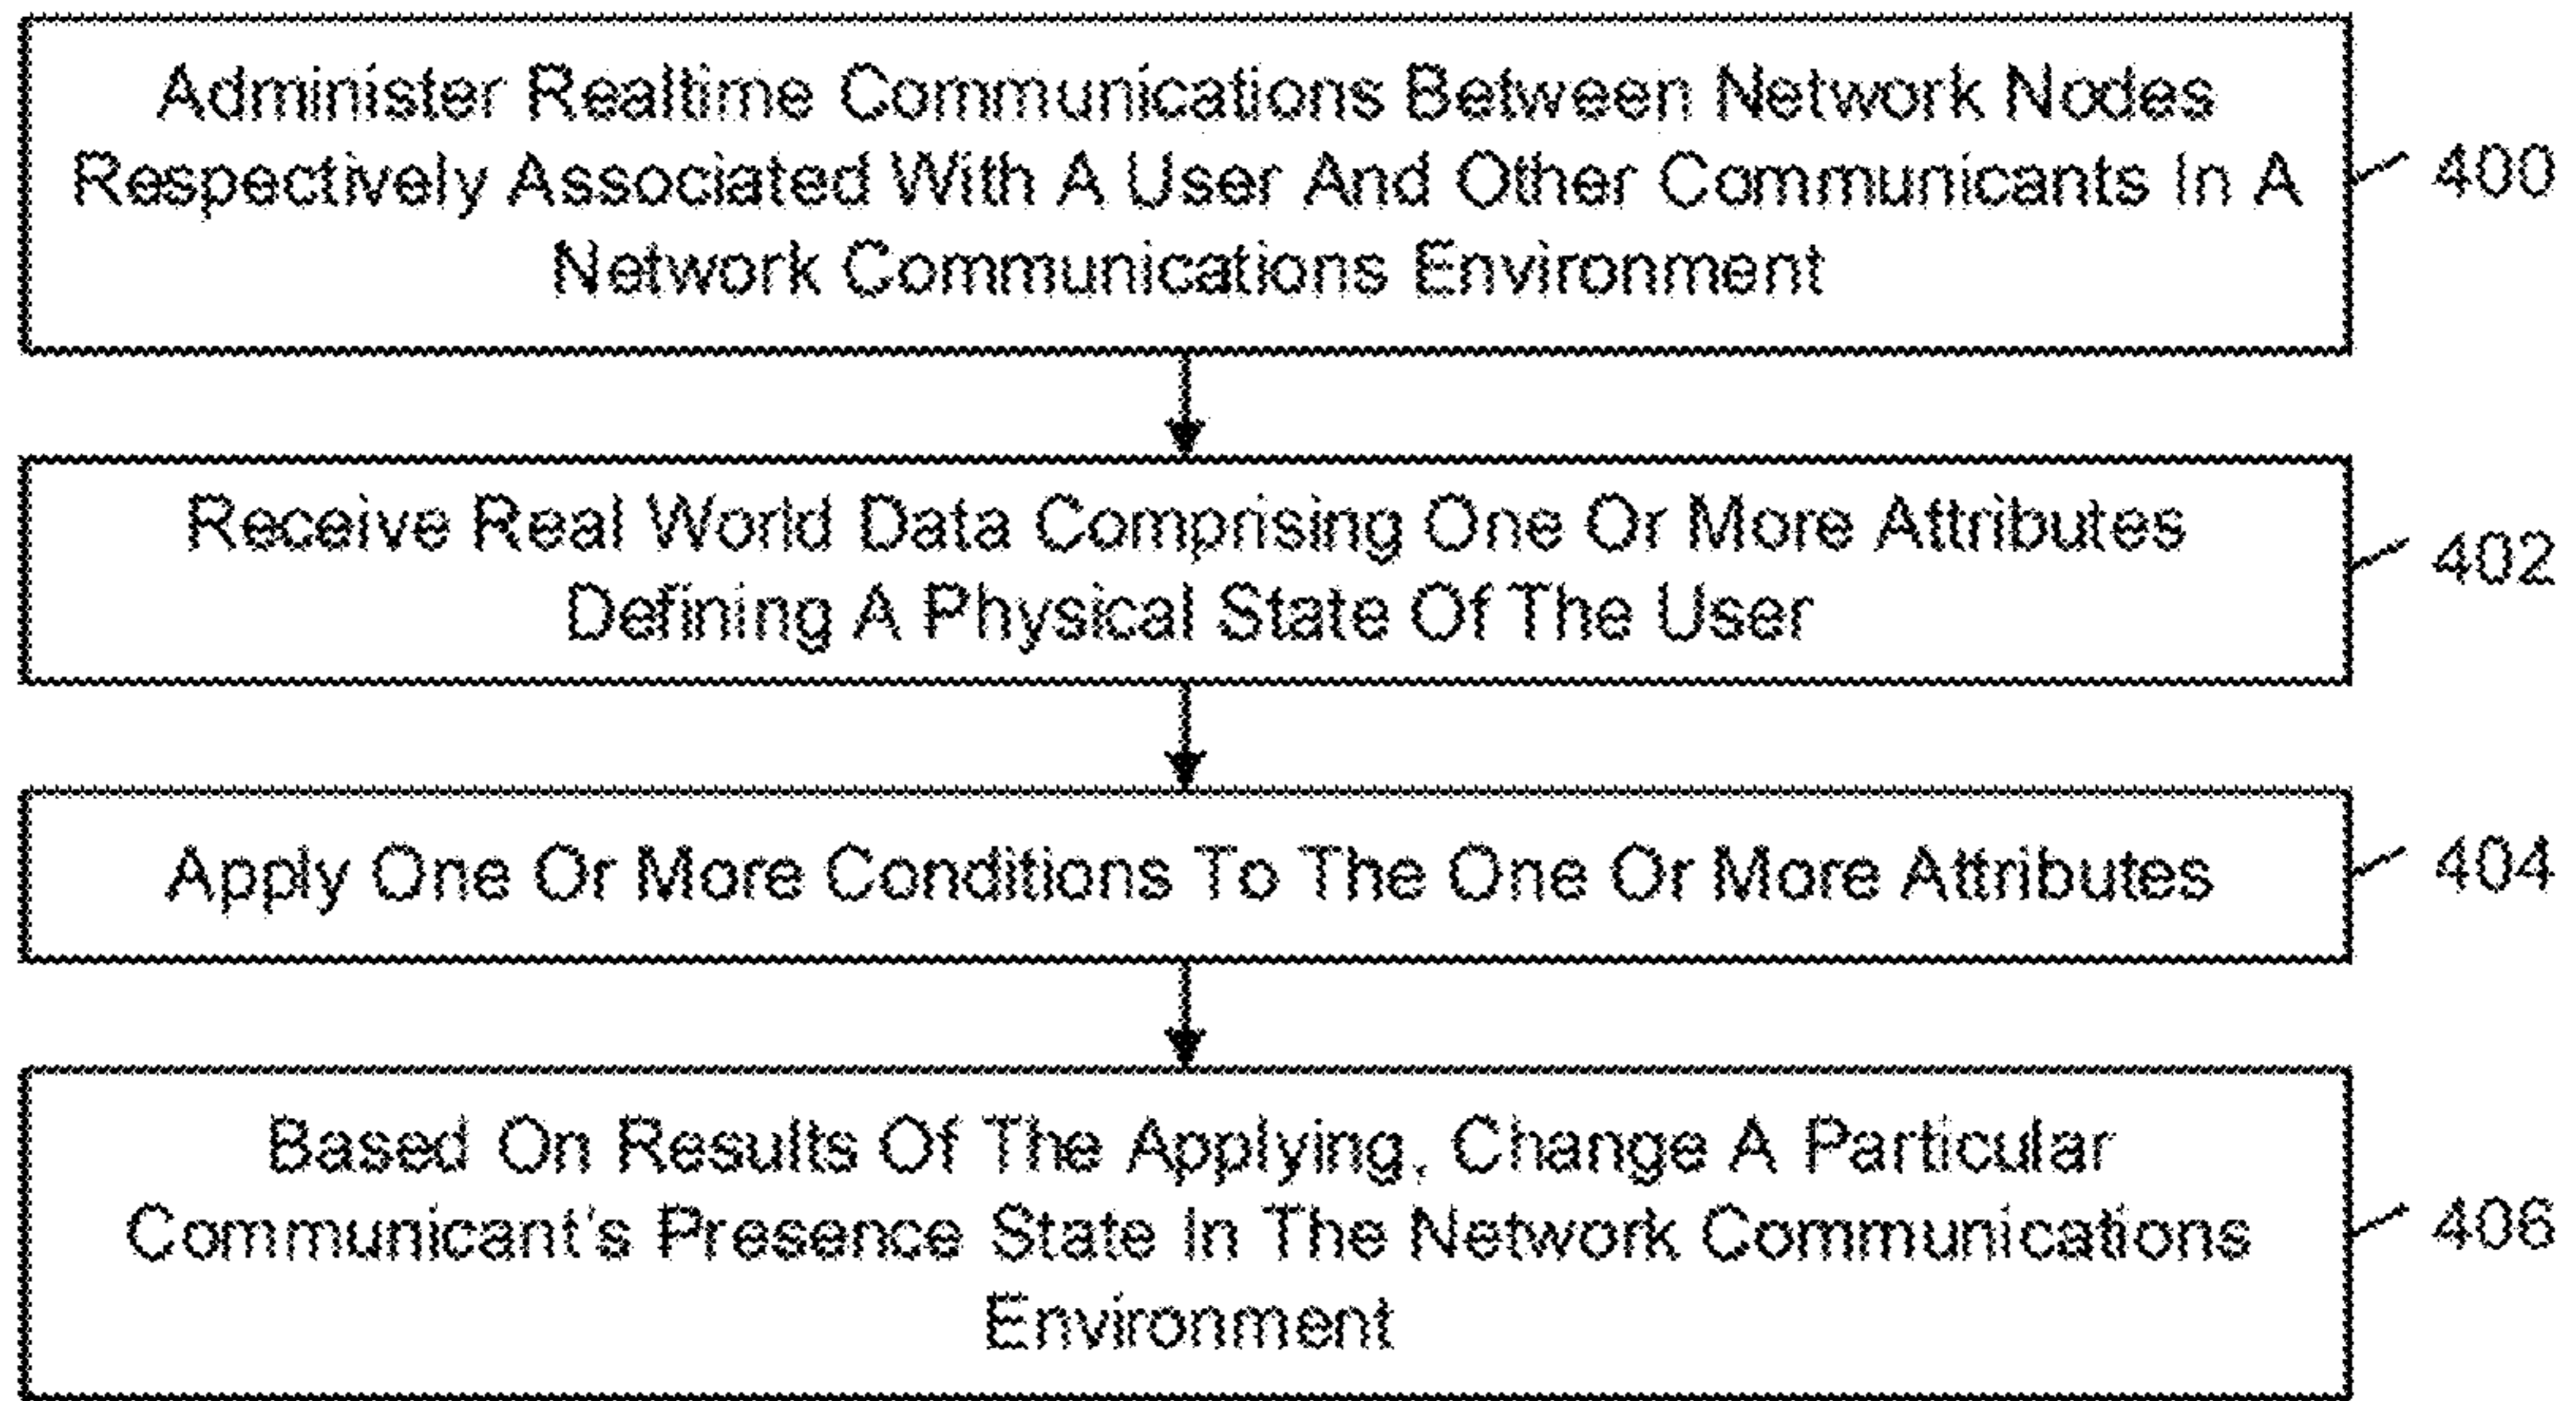 Administer Realtime Communications Between Network Nodes
Respectively Associated With A User And Other Communicants In A
Network Communications Environment
400
Receive Real World Data Comprising One Or More Attributes
Defining A Physical State Of The User
402
Apply One Or More Conditions To The One Or More Attributes
404
Based On Results Of The Applying, Change A Particular
Communicant's Presence State In The Network Communications
Environment
406